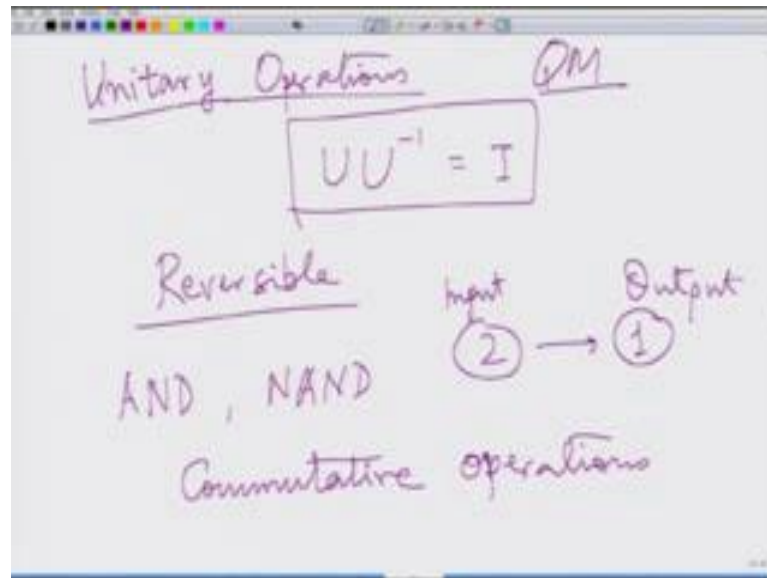 Unitary Operations QM
UU⁻¹ = I
Reversible
Input Output
2 → 1
AND, NAND
Commutative operations